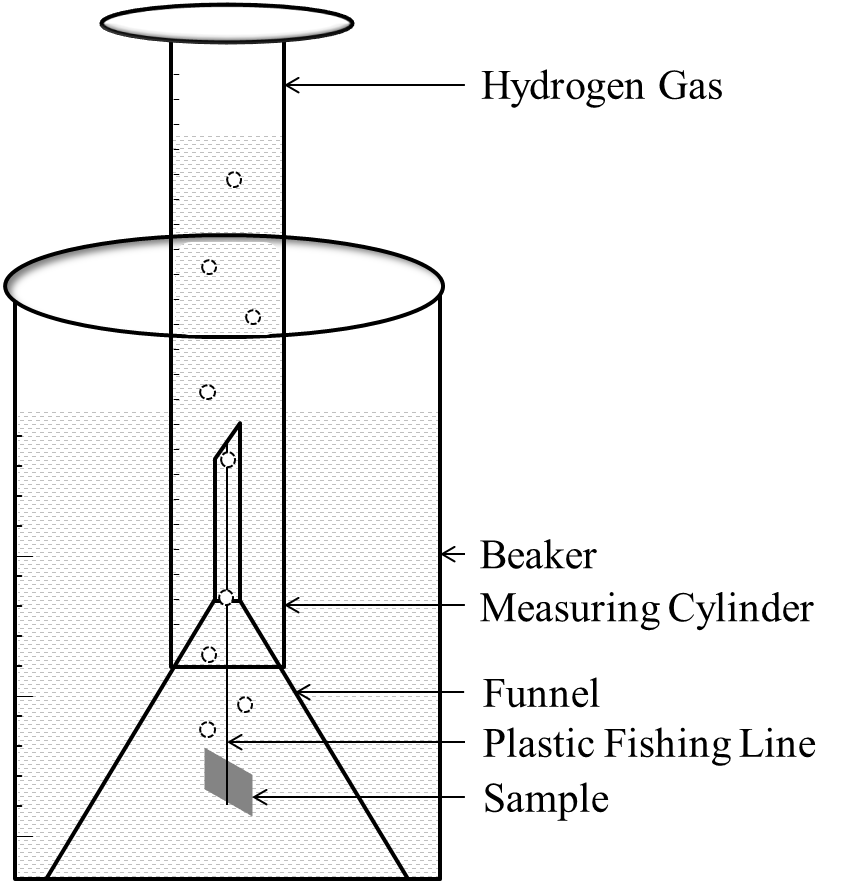 Hydrogen Gas
Beaker
Measuring Cylinder
Funnel
Plastic Fishing Line
Sample